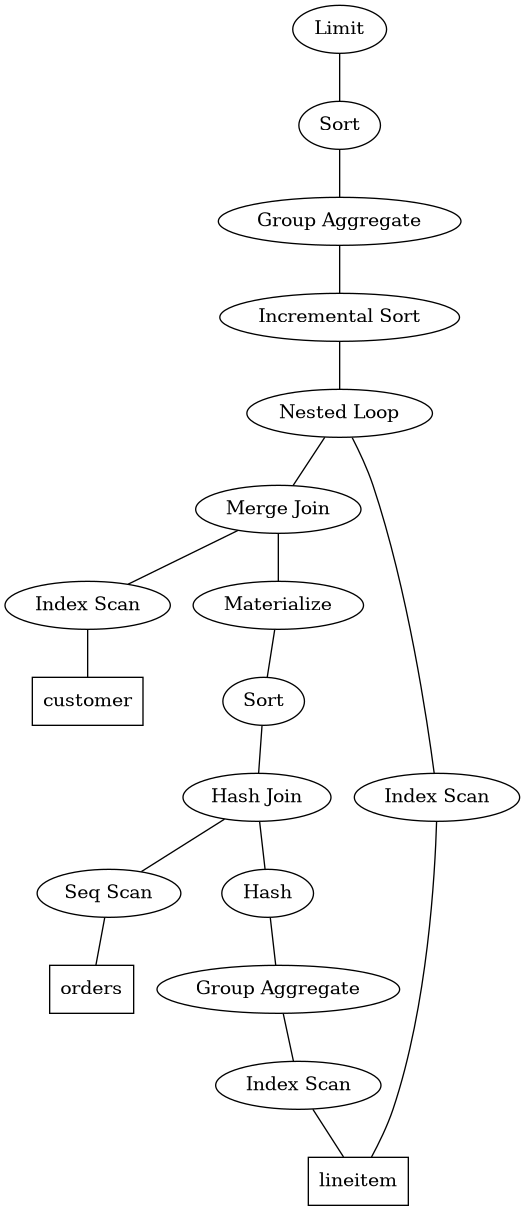 Limit
Sort
Group Aggregate
Incremental Sort
Nested Loop
Merge Join
Index Scan
Materialize
customer
Sort
Hash Join
Index Scan
Seq Scan
Hash
orders
Group Aggregate
Index Scan
lineitem